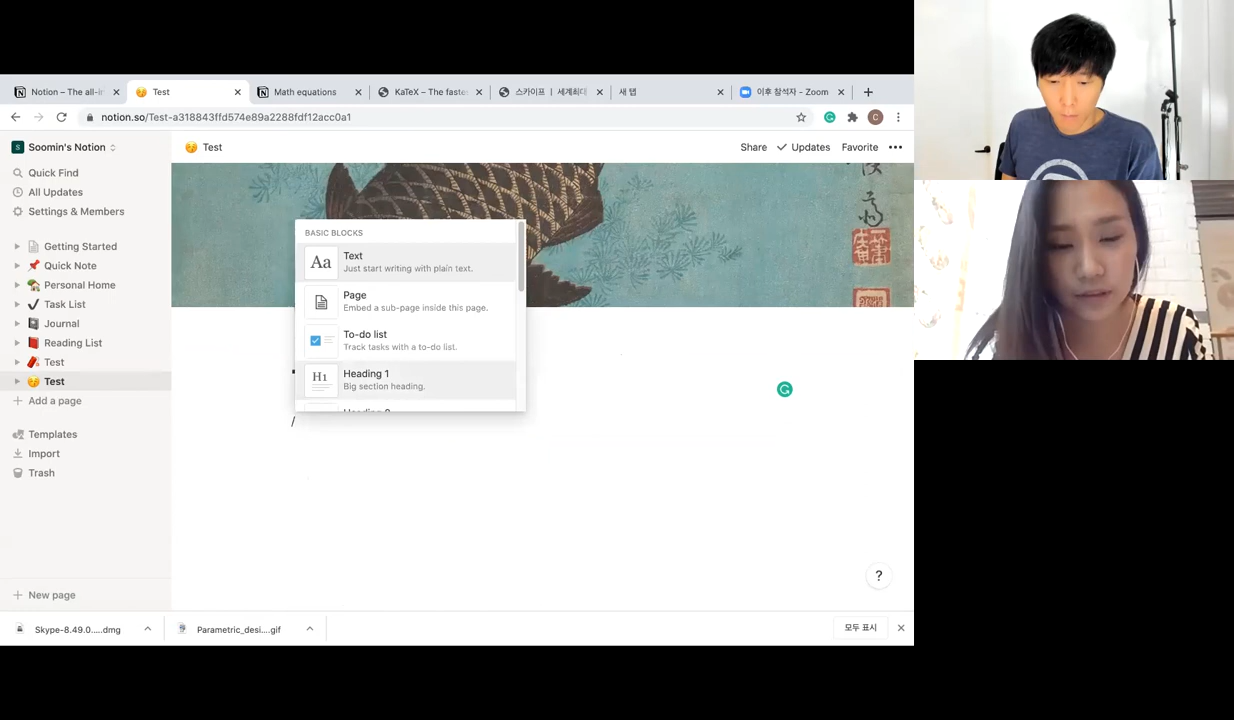 Notion – The all-i
Test
Math equations
KaTeX – The fastes
스카이프 | 세계최대
새 탭
이후 참석자 - Zoom
notion.so/Test-a318843ffd574e89a2288fdf12acc0a1
C
S
Soomin's Notion
Test
Share
Updates
Favorite
Quick Find
All Updates
Settings & Members
Getting Started
Quick Note
Personal Home
Task List
Journal
Reading List
Test
Test
Add a page
Templates
Import
Trash
New page
BASIC BLOCKS
Aa
Text
Just start writing with plain text.
Page
Embed a sub-page inside this page.
To-do list
Track tasks with a to-do list.
H1
Heading 1
Big section heading.
/
?
Skype-8.49.0.....dmg
Parametric_desi....gif
모두 표시